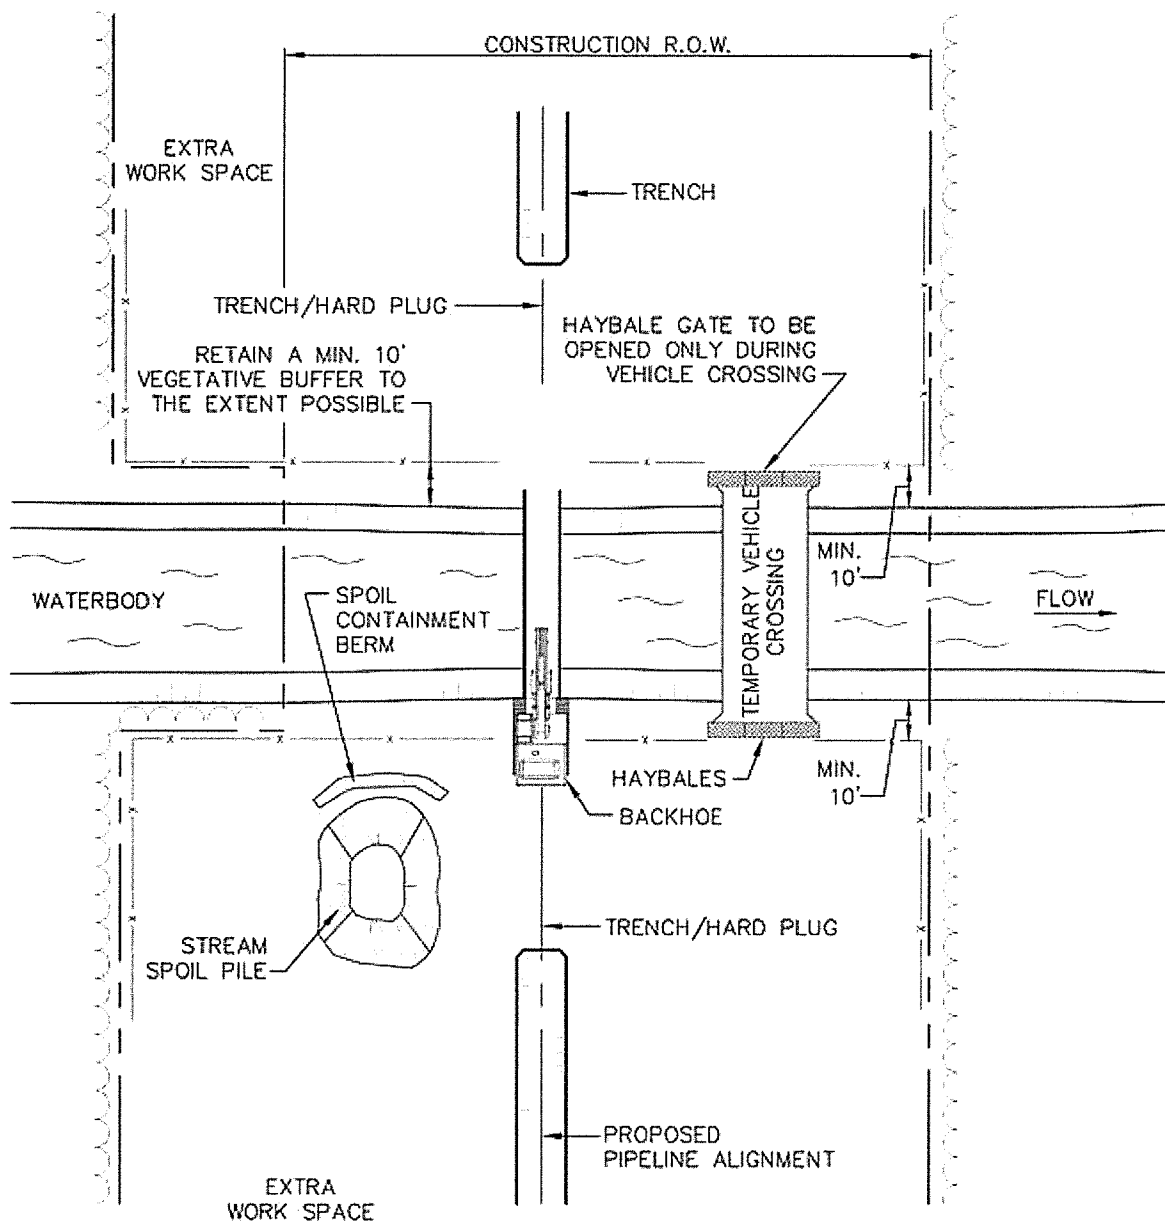 CONSTRUCTION R.O.W.
EXTRA
WORK SPACE
TRENCH
TRENCH/HARD PLUG
HAYBALE GATE TO BE
OPENED ONLY DURING
VEHICLE CROSSING
RETAIN A MIN. 10'
VEGETATIVE BUFFER TO
THE EXTENT POSSIBLE
TEMPORARY VEHICLE
CROSSING
MIN.
10'
WATERBODY
SPOIL
CONTAINMENT
BERM
FLOW
HAYBALES
MIN.
10'
BACKHOE
TRENCH/HARD PLUG
STREAM
SPOIL PILE
PROPOSED
PIPELINE ALIGNMENT
EXTRA
WORK SPACE